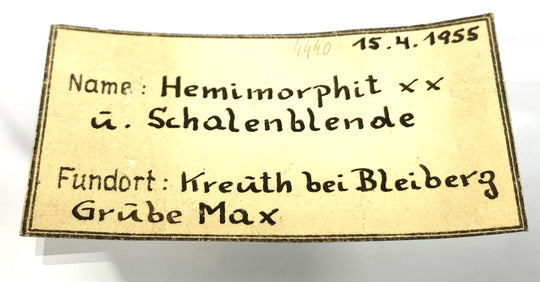 4440 15.4.1955
Name: Hemimorphit xx
u. Schalenblende
Fundort: Kreuth bei Bleiberg
Grube Max